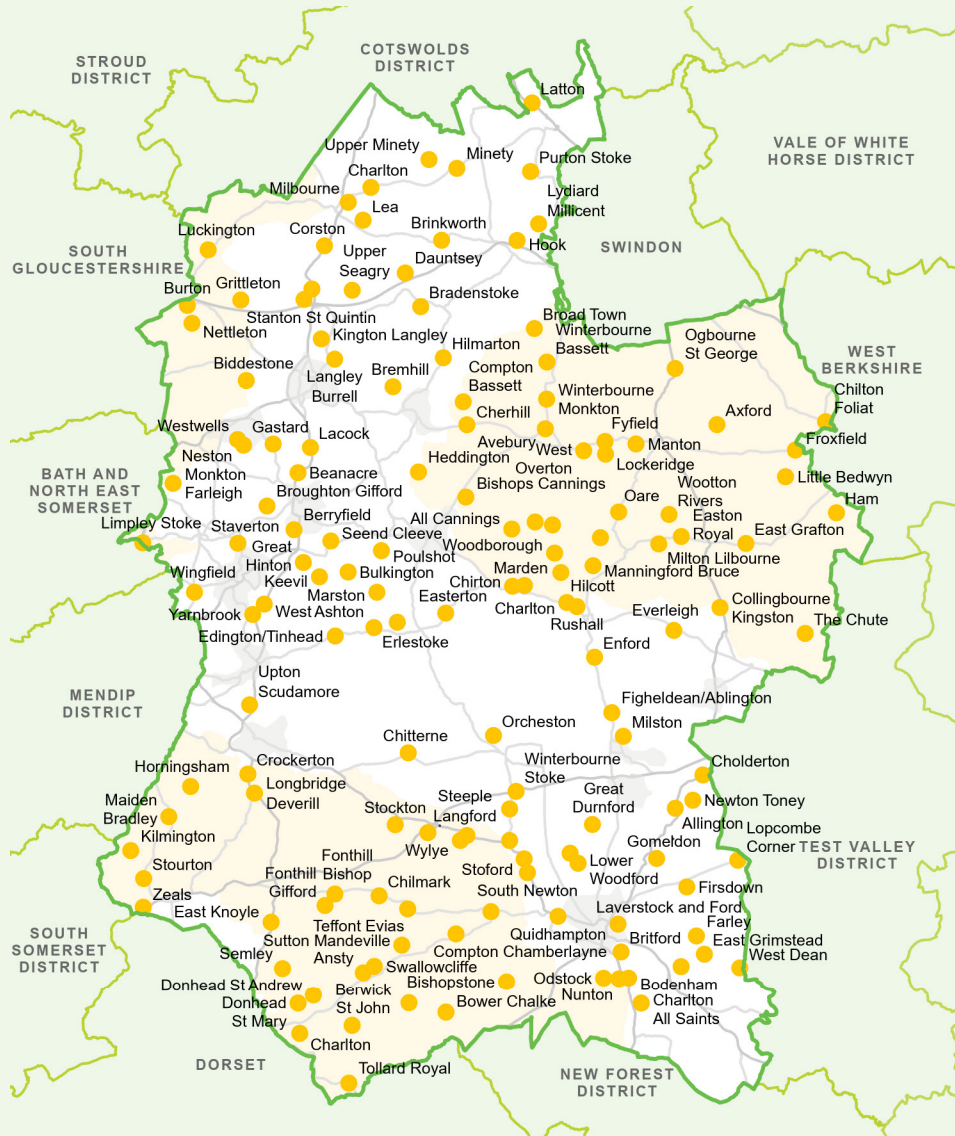 COTSWOLDS
DISTRICT
STROUD
DISTRICT
Latton
VALE OF WHITE
HORSE DISTRICT
Upper Minety
Minety
Purton Stoke
Charlton
Milbourne
Lydiard
Millicent
Lea
Brinkworth
Corston
Luckington
Hook
SWINDON
SOUTH
GLOUCESTERSHIRE
Upper
Seagry
Dauntsey
Burton
Grittleton
Bradenstoke
Stanton St Quintin
Nettleton
Kington Langley
Broad Town
Winterbourne
Bassett
Ogbourne
St George
Hilmarton
WEST
BERKSHIRE
Biddestone
Langley
Burrell
Bremhill
Compton
Bassett
Chilton
Foliat
Winterbourne
Monkton
Cherhill
Axford
Westwells
Gastard
Lacock
Fyfield
Manton
Froxfield
Avebury
West
Overton
Neston
Lockeridge
Heddington
Beanacre
Monkton
Farleigh
BATH AND
NORTH EAST
SOMERSET
Bishops Cannings
Wootton
Rivers
Little Bedwyn
Broughton Gifford
Oare
Ham
Limpley Stoke
Staverton
Berryfield
All Cannings
Easton
Royal
East Grafton
Seend Cleeve
Great
Hinton
Poulshot
Woodborough
Milton Lilbourne
Wingfield
Keevil
Bulkington
Marden
Manningford Bruce
Marston
Chirton
Hilcott
Easterton
Yarnbrook
West Ashton
Charlton
Rushall
Everleigh
Collingbourne
Kingston
The Chute
Edington/Tinhead
Erlestoke
Enford
Upton
Scudamore
MENDIP
DISTRICT
Figheldean/Ablington
Milston
Orcheston
Chitterne
Crockerton
Winterbourne
Stoke
Cholderton
Horningsham
Longbridge
Deverill
Steeple
Langford
Great
Durnford
Newton Toney
Maiden
Bradley
Stockton
Allington
Kilmington
Wylye
Gomeldon
Lopcombe
Corner
TEST VALLEY
DISTRICT
Stourton
Fonthill
Bishop
Stoford
Lower
Woodford
Fonthill
Gifford
Chilmark
South Newton
Firsdown
Zeals
East Knoyle
Teffont Evias
Laverstock and Ford
Farley
SOUTH
SOMERSET
DISTRICT
Quidhampton
Britford
Sutton Mandeville
East Grimstead
Semley
Ansty
Compton Chamberlayne
West Dean
Swallowcliffe
Donhead St Andrew
Bishopstone
Odstock
Bodenham
Donhead
St Mary
Berwick
St John
Bower Chalke
Nunton
Charlton
All Saints
Charlton
DORSET
Tollard Royal
NEW FOREST
DISTRICT